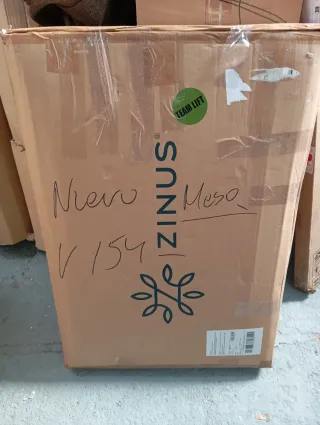 TEAM LIFT
ZINUS®
Nuevo Mesa
V 154